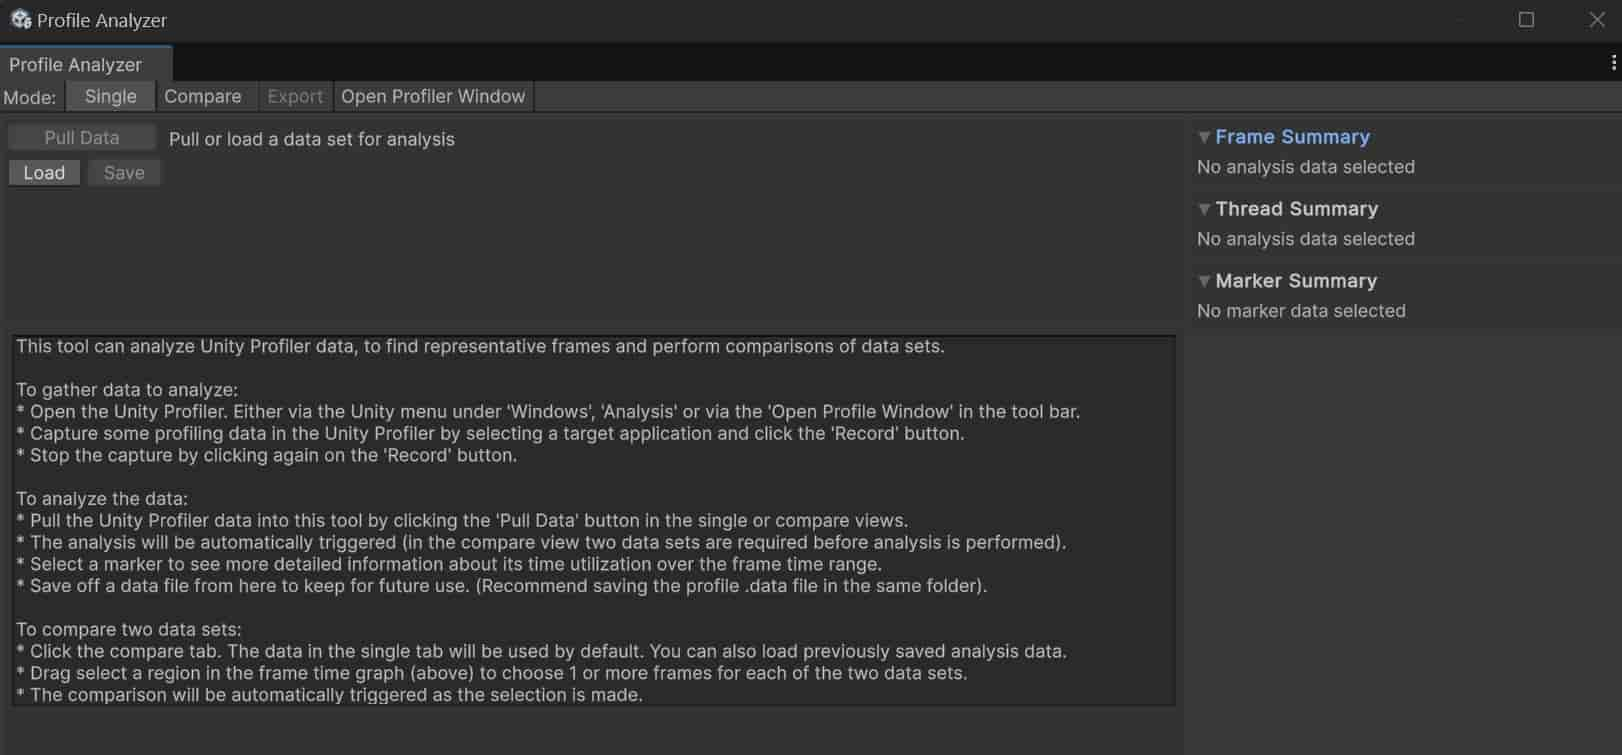 Profile Analyzer
Profile Analyzer
Mode: Single Compare Export Open Profiler Window
Pull Data Pull or load a data set for analysis
Load Save
This tool can analyze Unity Profiler data, to find representative frames and perform comparisons of data sets.
To gather data to analyze:
* Open the Unity Profiler. Either via the Unity menu under 'Windows', 'Analysis' or via the 'Open Profile Window' in the tool bar.
* Capture some profiling data in the Unity Profiler by selecting a target application and click the 'Record' button.
* Stop the capture by clicking again on the 'Record' button.
To analyze the data:
* Pull the Unity Profiler data into this tool by clicking the 'Pull Data' button in the single or compare views.
* The analysis will be automatically triggered (in the compare view two data sets are required before analysis is performed).
* Select a marker to see more detailed information about its time utilization over the frame time range.
* Save off a data file from here to keep for future use. (Recommend saving the profile .data file in the same folder).
To compare two data sets:
* Click the compare tab. The data in the single tab will be used by default. You can also load previously saved analysis data.
* Drag select a region in the frame time graph (above) to choose 1 or more frames for each of the two data sets.
* The comparison will be automatically triggered as the selection is made.
Frame Summary
No analysis data selected
Thread Summary
No analysis data selected
Marker Summary
No marker data selected